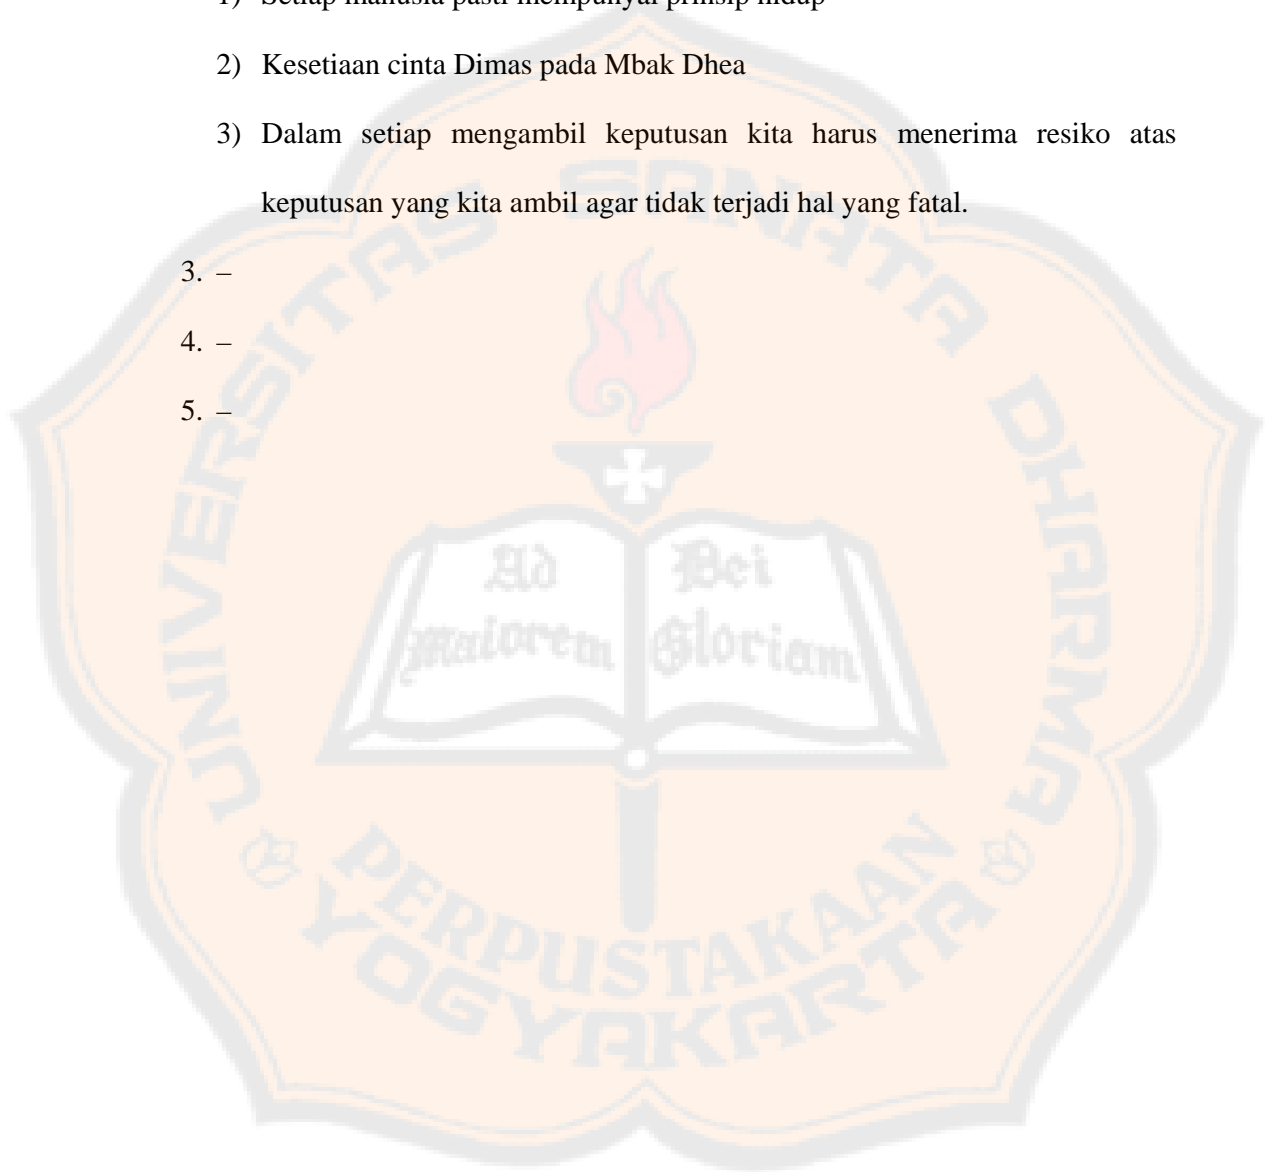 1) Setiap manusia pasti mempunyai prinsip hidup
2) Kesetiaan cinta Dimas pada Mbak Dhea
3) Dalam setiap mengambil keputusan kita harus menerima resiko atas
keputusan yang kita ambil agar tidak terjadi hal yang fatal.
3. –
4. –
5. –
UNIVERSITAS SANATA DHARMA
Ad Dei
maiorem Gloriam
PERPUSTAKAAN
YOGYAKARTA